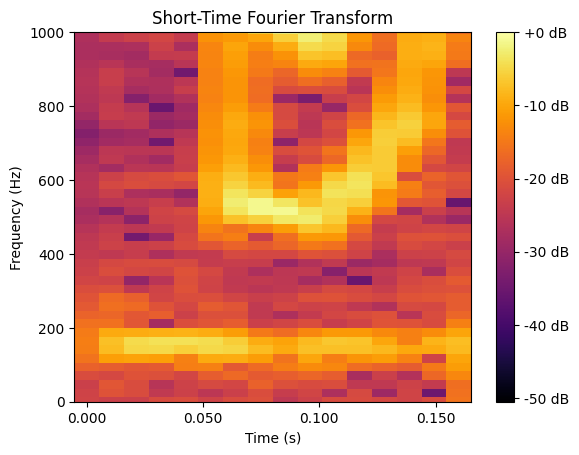 Short-Time Fourier Transform
1000
800
600
400
200
0
Frequency (Hz)
0.000
0.050
0.100
0.150
Time (s)
+0 dB
-10 dB
-20 dB
-30 dB
-40 dB
-50 dB